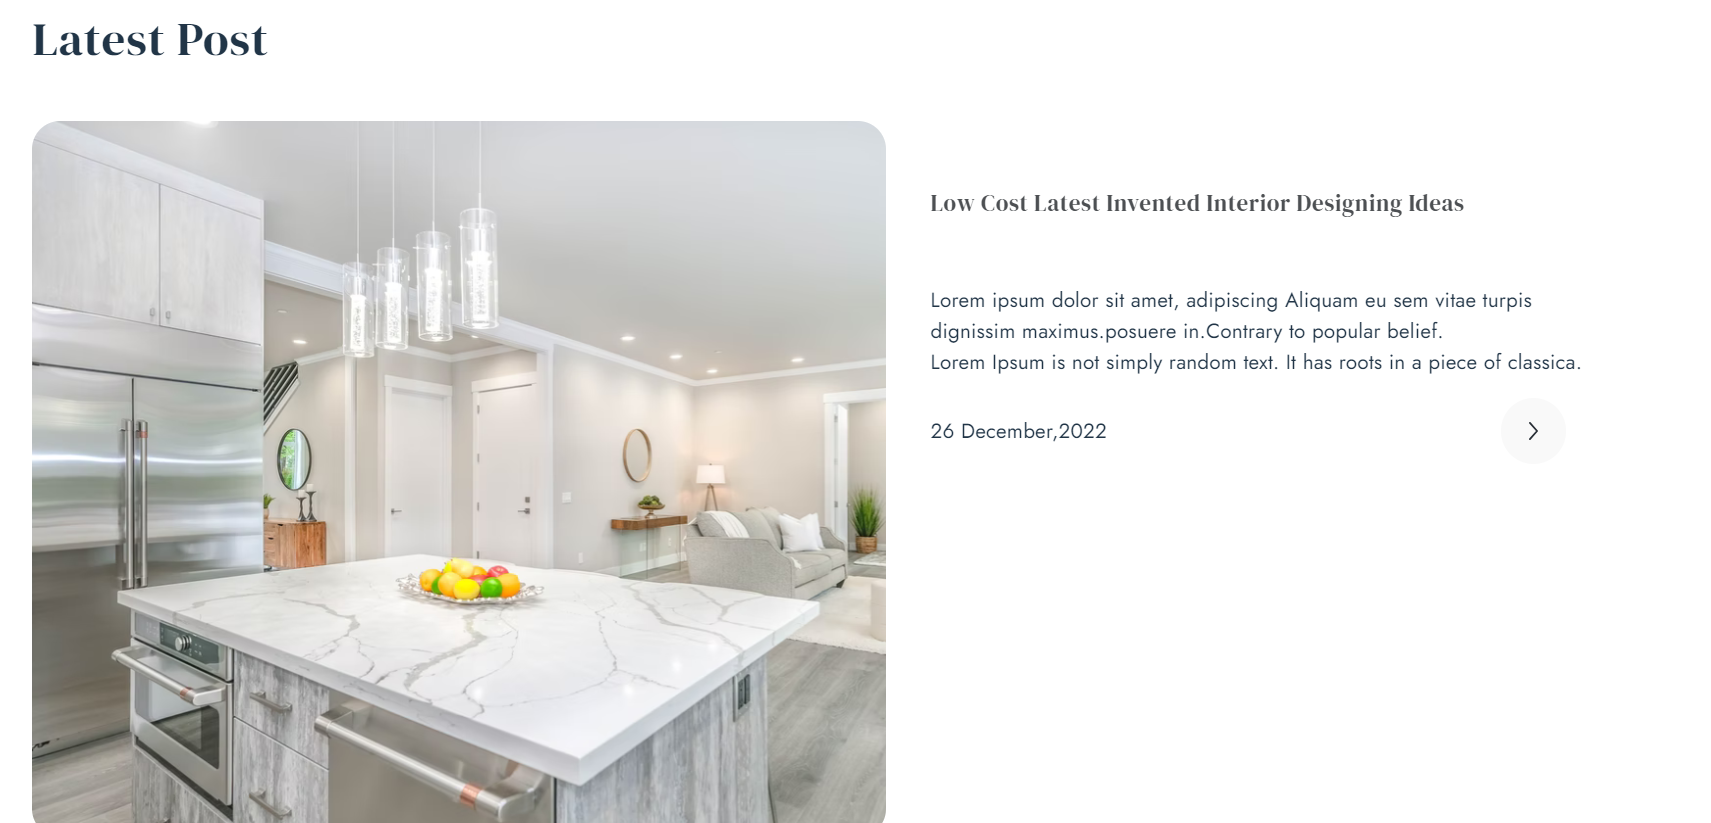 Latest Post
Low Cost Latest Invented Interior Designing Ideas
Lorem ipsum dolor sit amet, adipiscing Aliquam eu sem vitae turpis
dignissim maximus.posuere in.Contrary to popular belief.
Lorem Ipsum is not simply random text. It has roots in a piece of classica.
26 December,2022